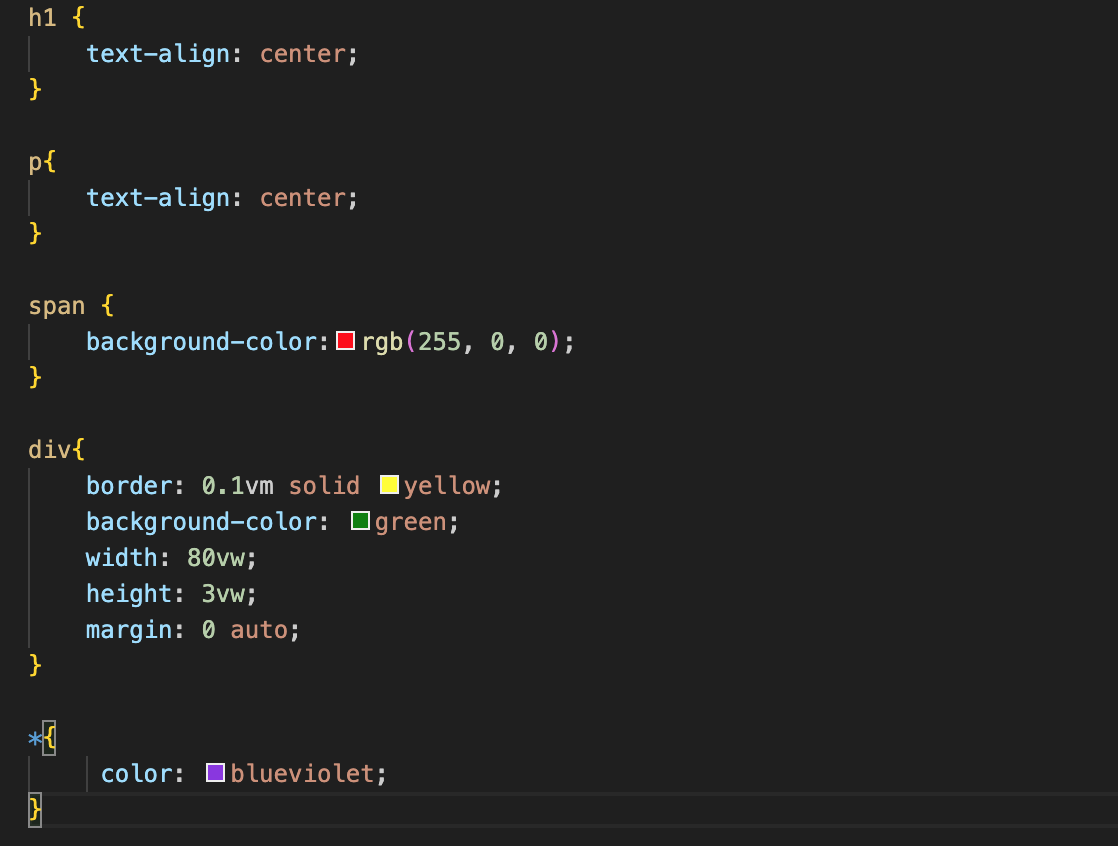 h1 {
    text-align: center;
}

p{
    text-align: center;
}

span {
    background-color:rgb(255, 0, 0);
}

div{
    border: 0.1vm solid yellow;
    background-color: green;
    width: 80vw;
    height: 3vw;
    margin: 0 auto;
}

*{
     color: blueviolet;
}